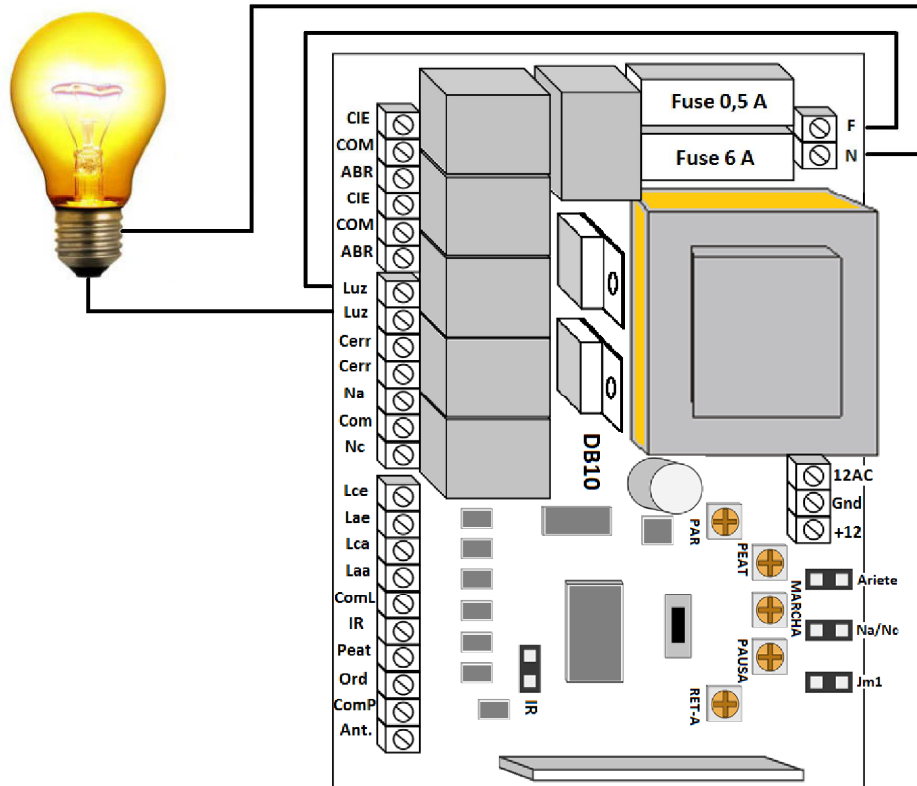 Fuse 0,5 A
Fuse 6 A
F
N
CIE
COM
ABR
CIE
COM
ABR
Luz
Luz
Cerr
Cerr
Na
Com
Nc
Lce
Lae
Lca
Laa
ComL
IR
Peat
Ord
ComP
Ant.
DB10
12AC
Gnd
+12
PAR
PEAT
MARCHA
PAUSA
RET-A
Ariete
Na/Nc
Jm1
IR